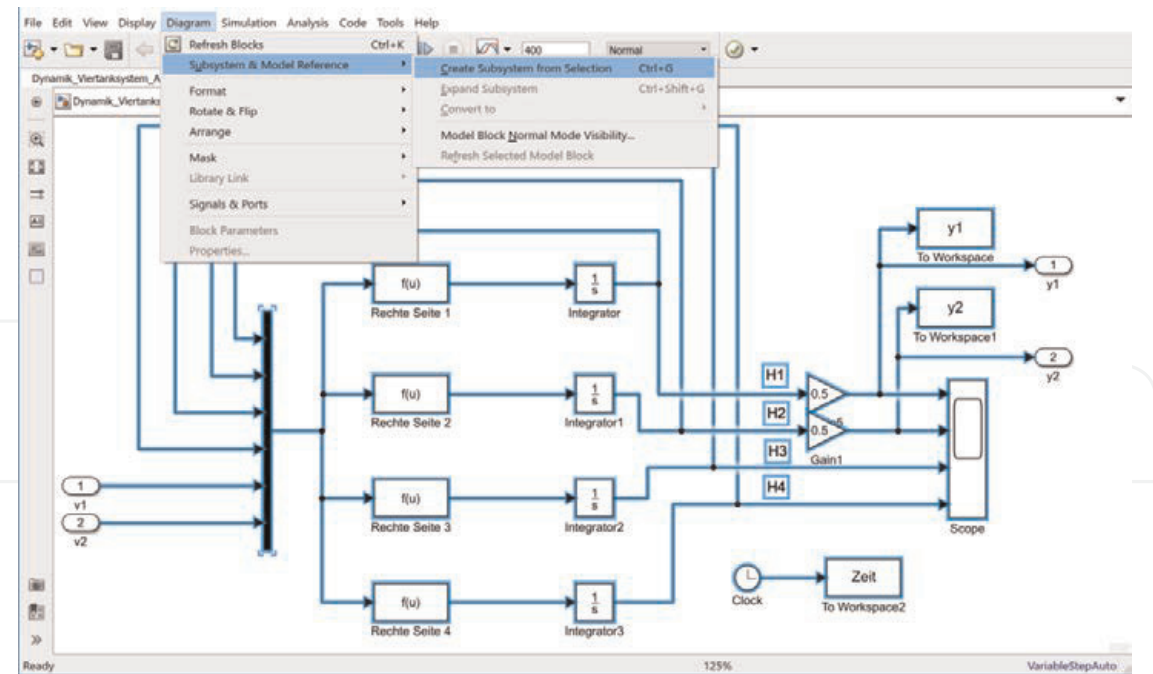 File Edit View Display Diagram Simulation Analysis Code Tools Help
Refresh Blocks Ctrl+K
400 Normal
Subsystem & Model Reference
Create Subsystem from Selection Ctrl+G
Dynamik_Viertanksystem_A
Expand Subsystem Ctrl+Shift+G
Format
Dynamik_Viertanks
Convert to
Rotate & Flip
Arrange
Model Block Normal Mode Visibility...
Mask
Refresh Selected Model Block
Library Link
Signals & Ports
Block Parameters
Properties...
y1
To Workspace
1
y1
f(u)
1
s
Rechte Seite 1
Integrator
y2
To Workspace1
2
y2
H1
0.5
f(u)
1
s
H2
Rechte Seite 2
Integrator1
0.5
H3
Gain1
H4
1
v1
2
v2
f(u)
1
s
Rechte Seite 3
Integrator2
Scope
Clock
Zeit
To Workspace2
f(u)
1
s
Rechte Seite 4
Integrator3
Ready 125% VariableStepAuto